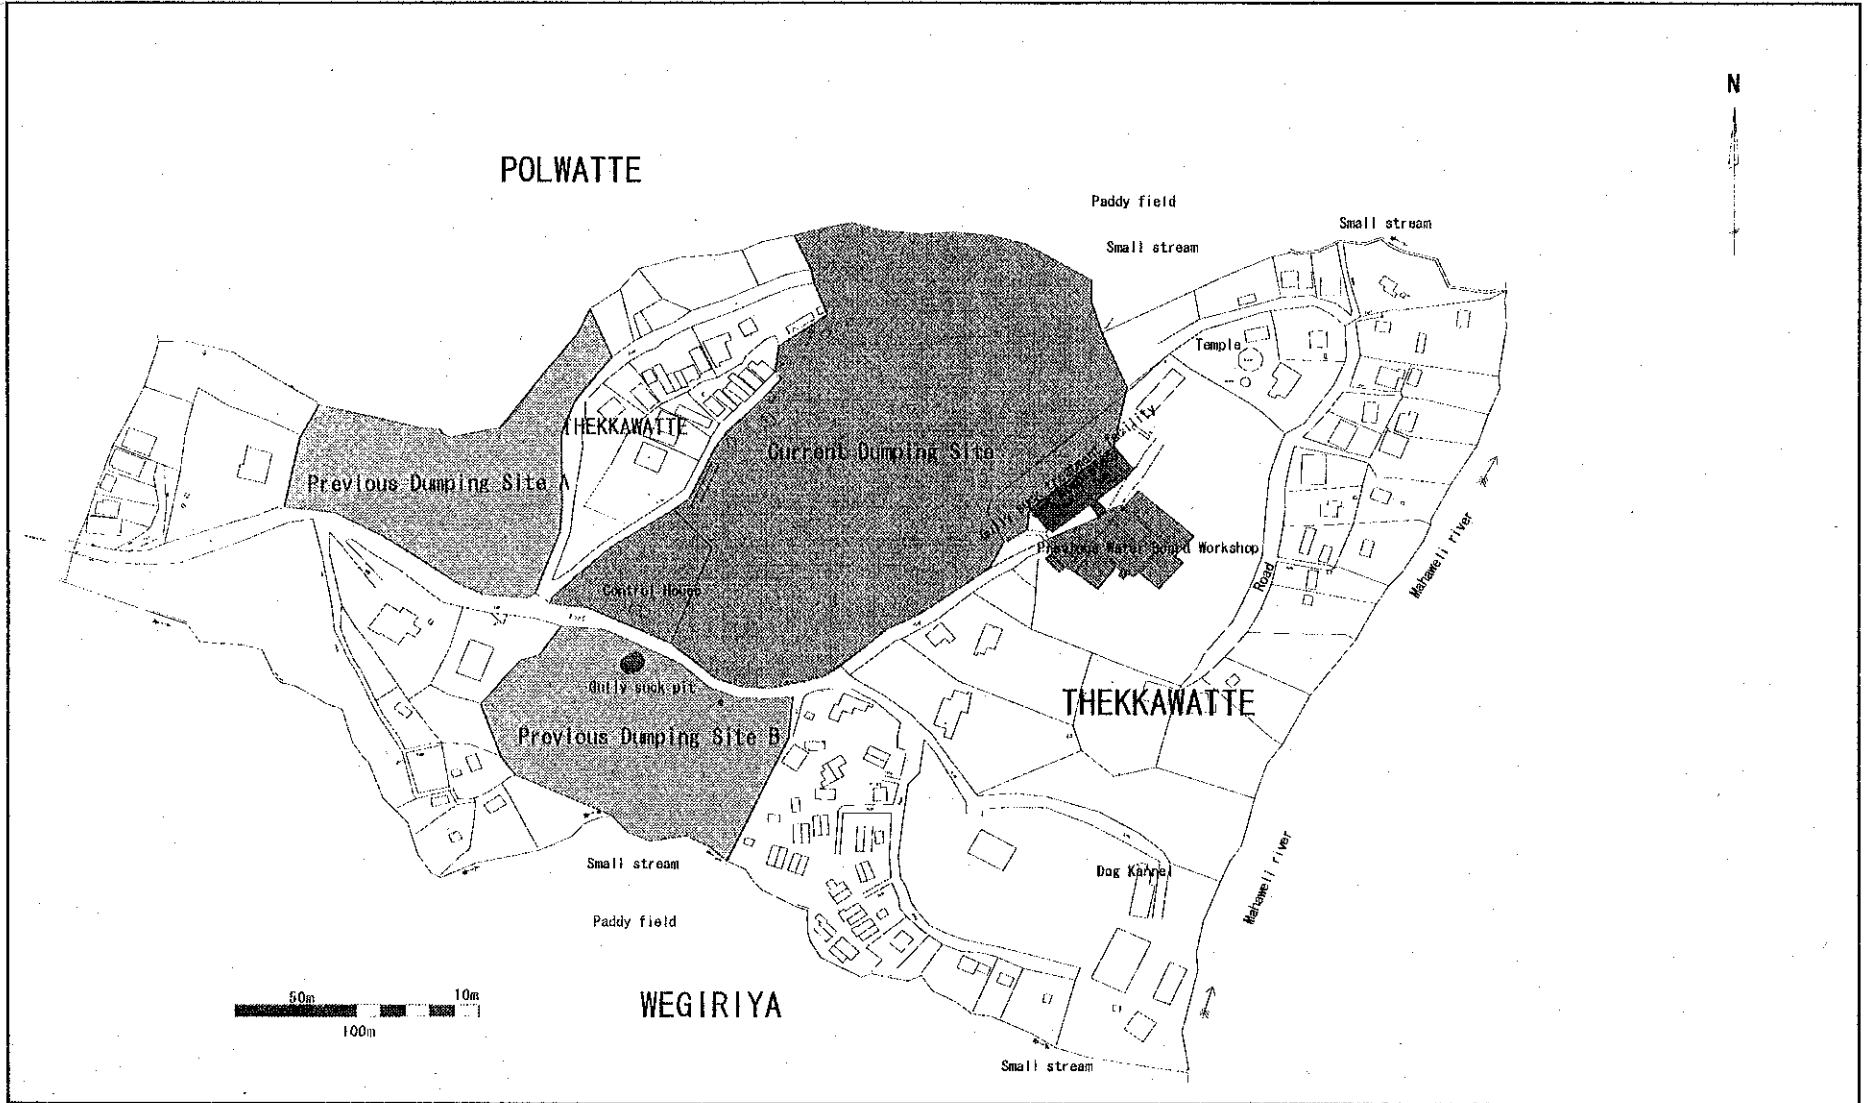 N
POLWATTE
Paddy field
Small stream
Small stream
Temple
THEKKAWATTE
Current Dumping Site
Previous Dumping Site A
facility
Previous Water Board Workshop
Mahaweli river
Road
Control House
Gully suck pit
THEKKAWATTE
Previous Dumping Site B
Small stream
Dog Kannel
Mahaweli river
Paddy field
50m
10m
100m
WEGIRIYA
Small stream